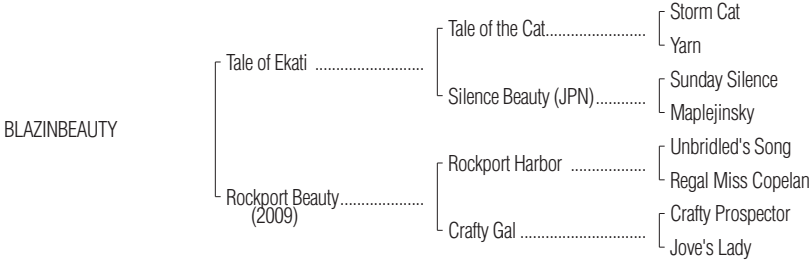 Storm Cat
Tale of the Cat........................
Yarn
Tale of Ekati ..........................
Sunday Silence
Silence Beauty (JPN)............
Maplejinsky
BLAZINBEAUTY
Unbridled's Song
Rockport Harbor ..................
Regal Miss Copelan
Rockport Beauty....................
(2009)
Crafty Prospector
Crafty Gal ..............................
Jove's Lady